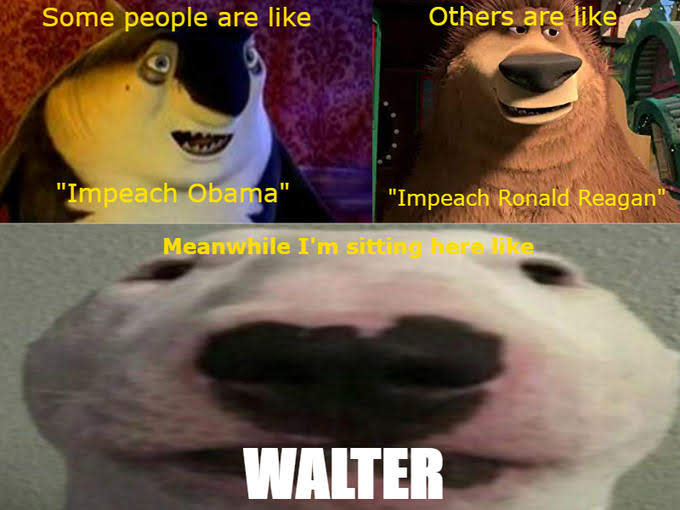 Some people are like
Others are like
"Impeach Obama"
"Impeach Ronald Reagan"
Meanwhile I'm sitting here like
WALTER